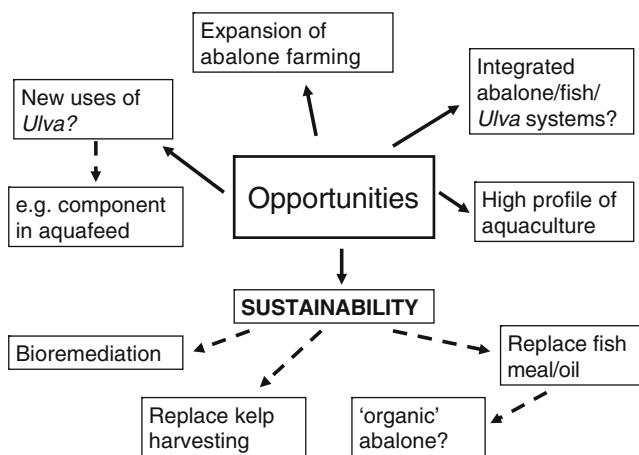 Expansion of
abalone farming
New uses of
Ulva?
Integrated
abalone/fish/
Ulva systems?
Opportunities
e.g. component
in aquafeed
High profile of
aquaculture
SUSTAINABILITY
Bioremediation
Replace fish
meal/oil
Replace kelp
harvesting
‘organic’
abalone?